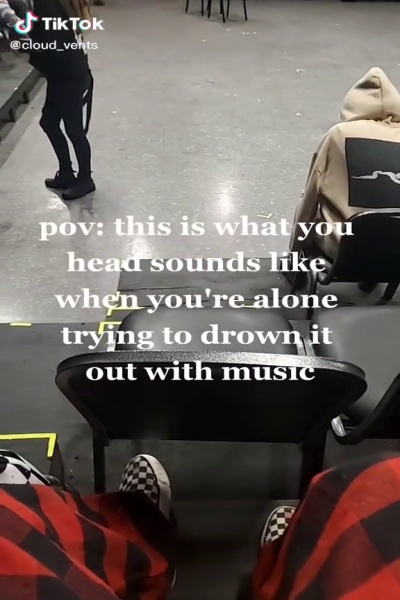 TikTok
@cloud_vents
pov: this is what you
head sounds like
when you're alone
trying to drown it
out with music